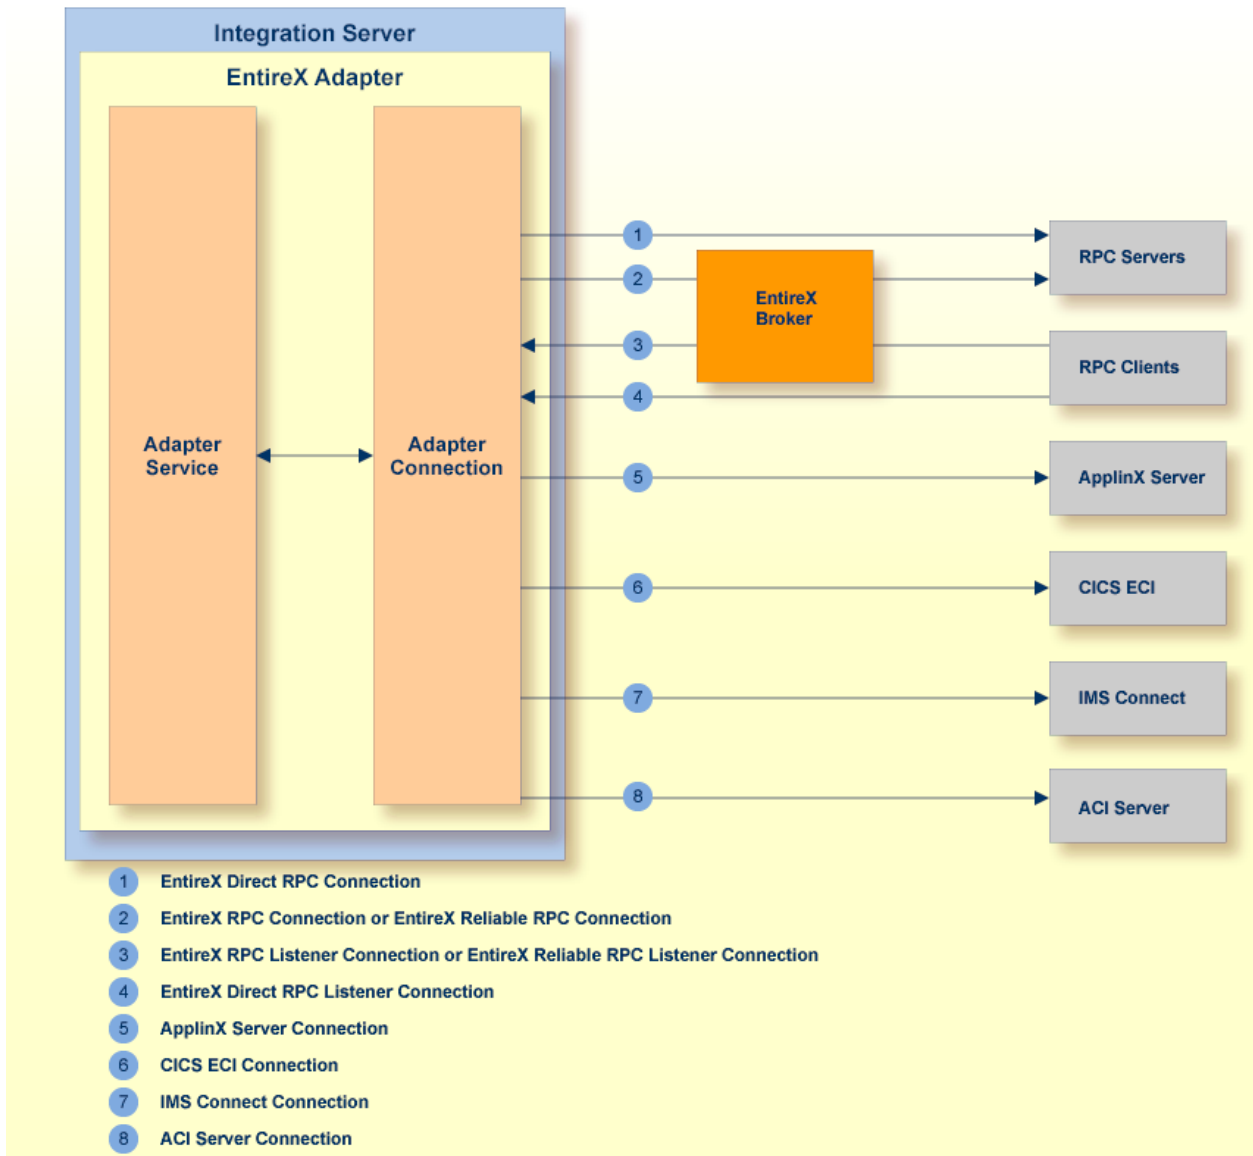 Integration Server
EntireX Adapter
1
RPC Servers
2
EntireX
Broker
3
RPC Clients
4
Adapter
Service
Adapter
Connection
5
ApplinX Server
6
CICS ECI
7
IMS Connect
8
ACI Server
1 EntireX Direct RPC Connection
2 EntireX RPC Connection or EntireX Reliable RPC Connection
3 EntireX RPC Listener Connection or EntireX Reliable RPC Listener Connection
4 EntireX Direct RPC Listener Connection
5 ApplinX Server Connection
6 CICS ECI Connection
7 IMS Connect Connection
8 ACI Server Connection